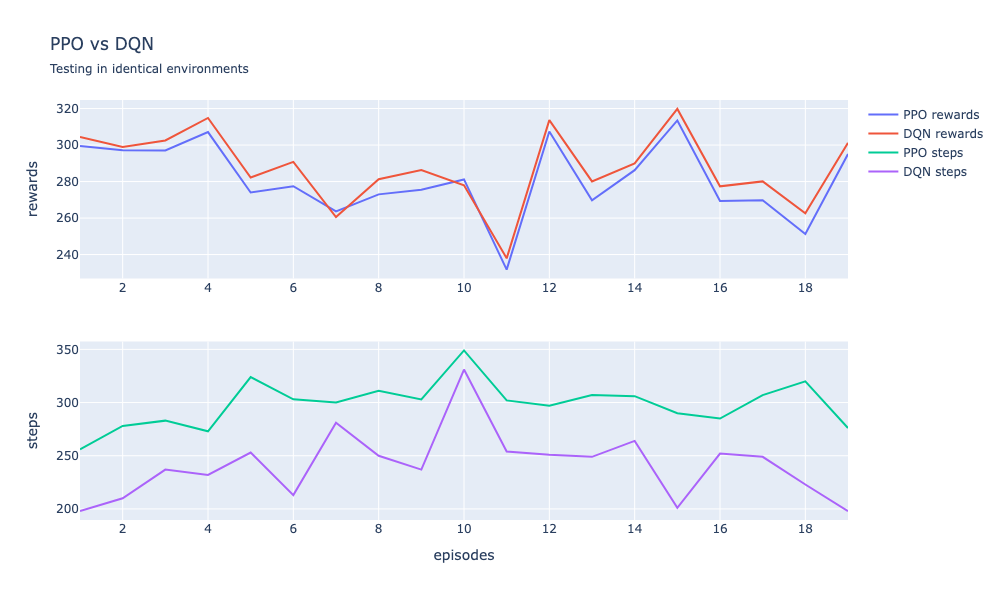 PPO vs DQN
Testing in identical environments
320
300
280
260
240
rewards
2 4 6 8 10 12 14 16 18
PPO rewards
DQN rewards
PPO steps
DQN steps
350
300
250
200
steps
2 4 6 8 10 12 14 16 18
episodes